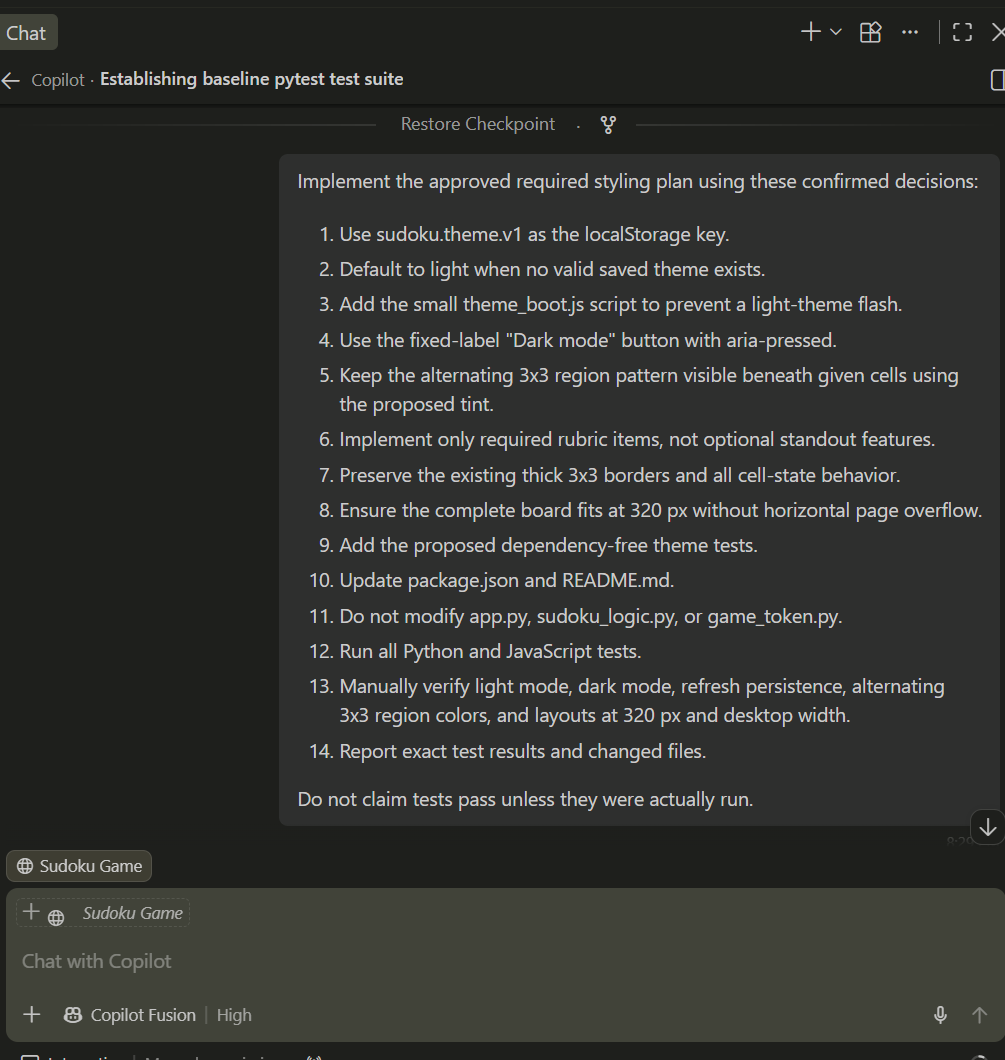 Chat
Copilot · Establishing baseline pytest test suite
Restore Checkpoint ·
Implement the approved required styling plan using these confirmed decisions:
1. Use sudoku.theme.v1 as the localStorage key.
2. Default to light when no valid saved theme exists.
3. Add the small theme_boot.js script to prevent a light-theme flash.
4. Use the fixed-label "Dark mode" button with aria-pressed.
5. Keep the alternating 3x3 region pattern visible beneath given cells using
the proposed tint.
6. Implement only required rubric items, not optional standout features.
7. Preserve the existing thick 3x3 borders and all cell-state behavior.
8. Ensure the complete board fits at 320 px without horizontal page overflow.
9. Add the proposed dependency-free theme tests.
10. Update package.json and README.md.
11. Do not modify app.py, sudoku_logic.py, or game_token.py.
12. Run all Python and JavaScript tests.
13. Manually verify light mode, dark mode, refresh persistence, alternating
3x3 region colors, and layouts at 320 px and desktop width.
14. Report exact test results and changed files.
Do not claim tests pass unless they were actually run.
Sudoku Game
Sudoku Game
Chat with Copilot
Copilot Fusion | High